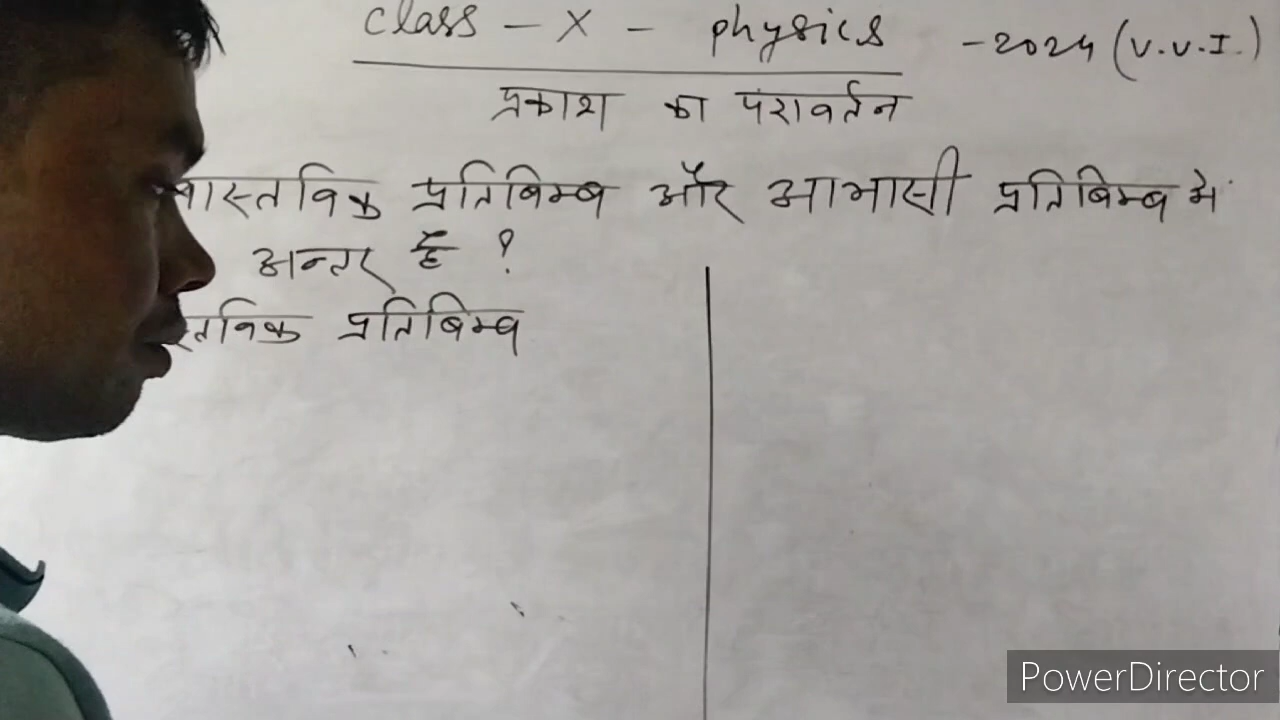 class - X - physics - 2024 (V.V.I.)
प्रकाश का परावर्तन
वास्तविक प्रतिबिम्ब और आभासी प्रतिबिम्ब मे
अन्तर है ?
प्रतिबिम्ब
PowerDirector